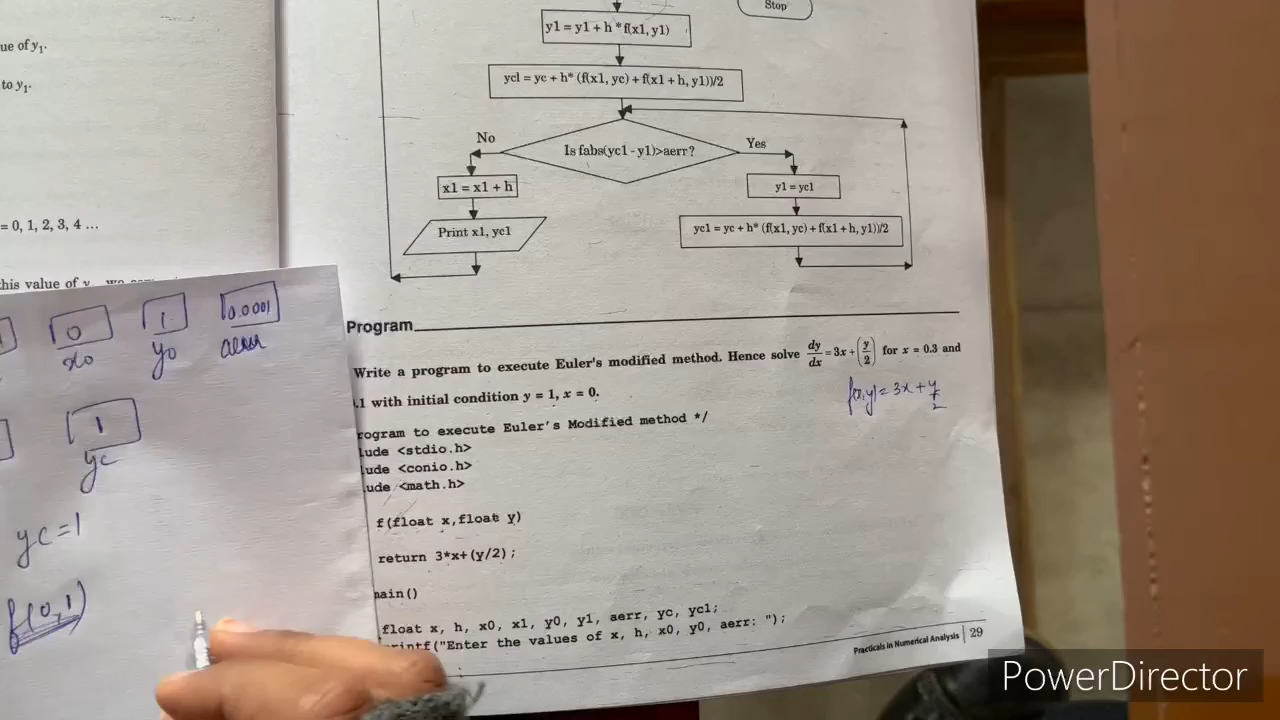 ue of y₁.
to y₁.
= 0, 1, 2, 3, 4 ...
this value of y
Stop
y1 = y1 + h * f(x1, y1)
yc1 = yc + h* (f(x1, yc) + f(x1 + h, y1))/2
Is fabs(yc1 - y1)>aerr?
No
Yes
x1 = x1 + h
y1 = yc1
Print x1, yc1
yc1 = yc + h* (f(x1, yc) + f(x1 + h, y1))/2
0
x0
1
y0
0.0001
aerr
1
yc
yc = 1
f(0,1)
Program
Write a program to execute Euler's modified method. Hence solve dy/dx = 3x + (y/2) for x = 0.3 and
.1 with initial condition y = 1, x = 0.
f(x,y) = 3x + y/2
rogram to execute Euler's Modified method */
lude <stdio.h>
lude <conio.h>
lude <math.h>
f(float x,float y)
return 3*x+(y/2);
main()
float x, h, x0, x1, y0, y1, aerr, yc, yc1;
printf("Enter the values of x, h, x0, y0, aerr: ");
Practicals in Numerical Analysis | 29
PowerDirector